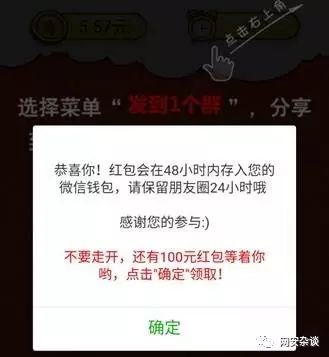 5.67元
点击右上角
选择菜单“发到1个群”，分享
恭喜你！红包会在48小时内存入您的
微信钱包，请保留朋友圈24小时哦
感谢您的参与:)
不要走开，还有100元红包等着你
哟，点击"确定"领取！
确定
网安杂谈